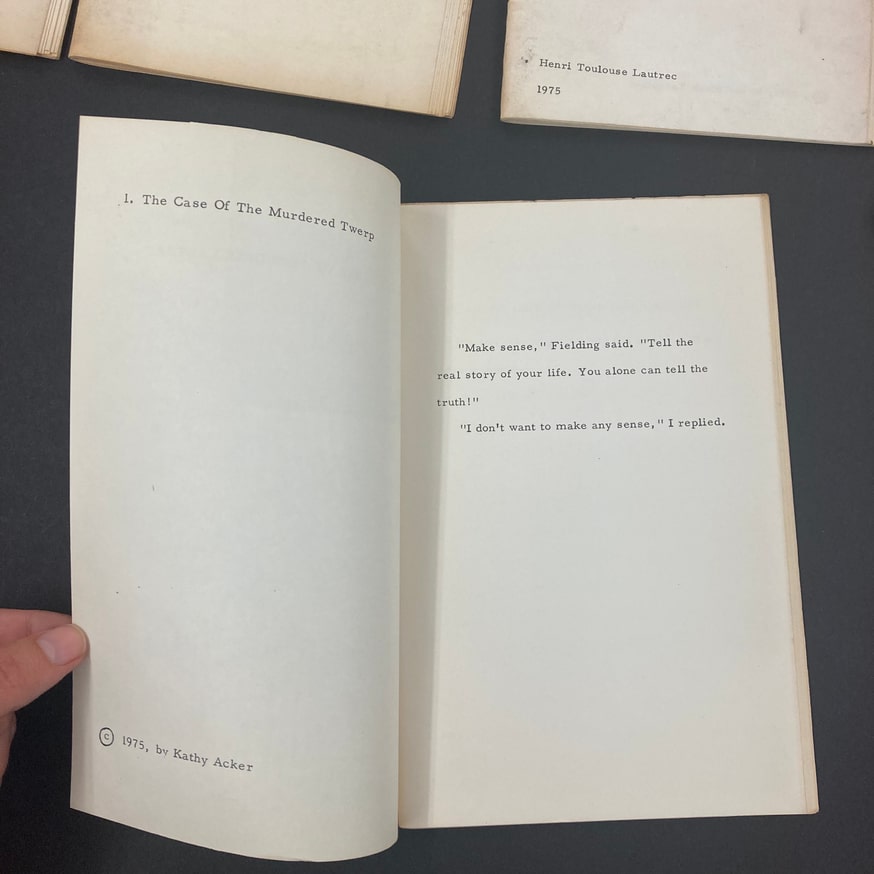 Henri Toulouse Lautrec
1975
1. The Case Of The Murdered Twerp
© 1975, by Kathy Acker
"Make sense," Fielding said. "Tell the
real story of your life. You alone can tell the
truth!"
"I don't want to make any sense," I replied.